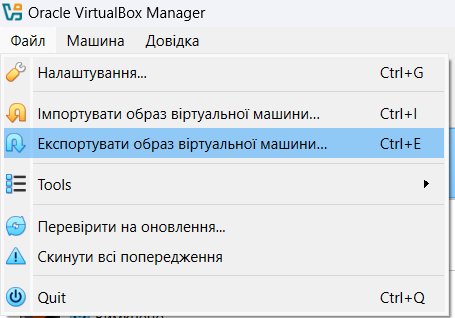 Oracle VirtualBox Manager
Файл Машина Довідка
Налаштування... Ctrl+G
Імпортувати образ віртуальної машини... Ctrl+I
Експортувати образ віртуальної машини... Ctrl+E
Tools
Перевірити на оновлення...
Скинути всі попередження
Quit Ctrl+Q